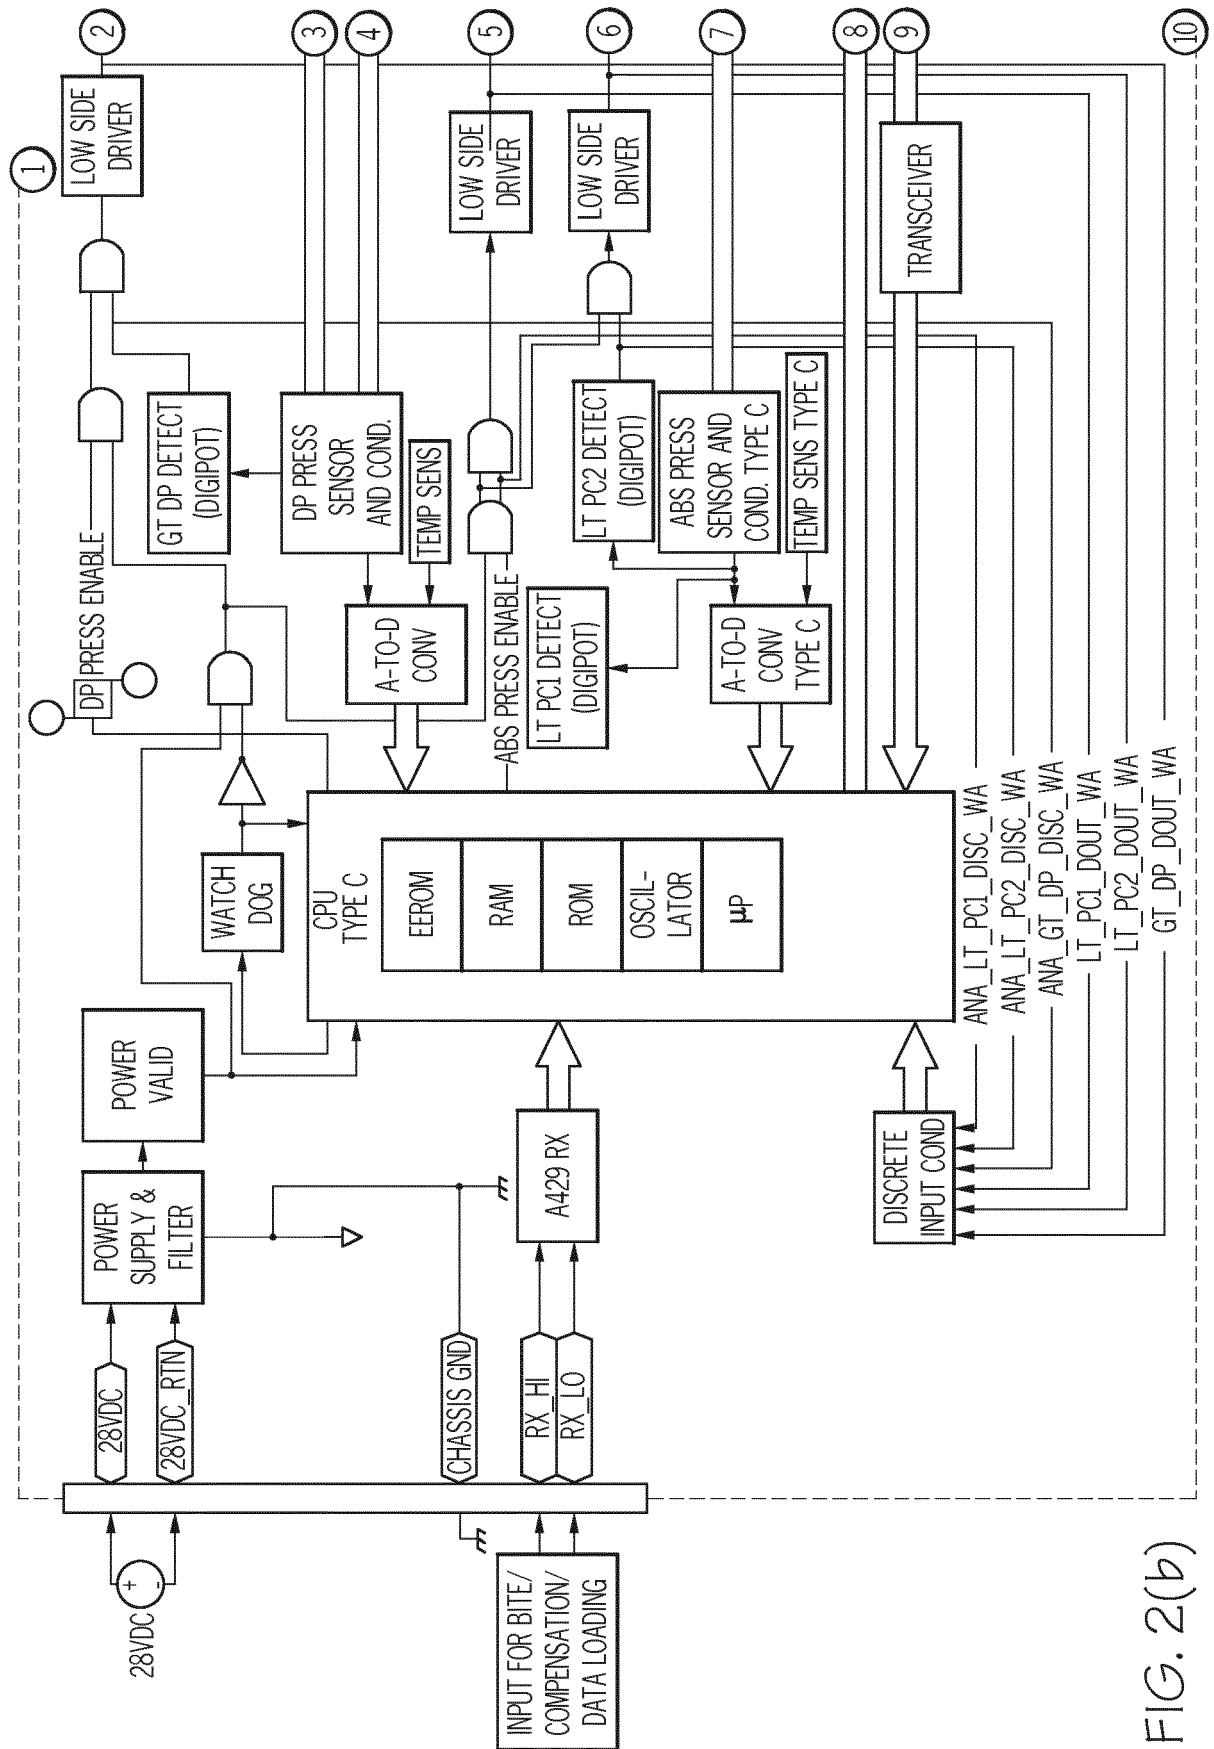 28VDC
+
-
INPUT FOR BITE/
COMPENSATION/
DATA LOADING
28VDC
28VDC_RTN
CHASSIS GND
RX_HI
RX_LO
POWER
SUPPLY &
FILTER
POWER
VALID
A429 RX
DISCRETE
INPUT COND
WATCH
DOG
CPU
TYPE C
EEROM
RAM
ROM
OSCIL-
LATOR
µP
ANA_LT_PC1_DISC_WA
ANA_LT_PC2_DISC_WA
ANA_GT_DP_DISC_WA
LT_PC1_DOUT_WA
LT_PC2_DOUT_WA
GT_DP_DOUT_WA
DP PRESS ENABLE
GT DP DETECT
(DIGIPOT)
DP PRESS
SENSOR
AND COND.
TEMP SENS
A-TO-D
CONV
ABS PRESS ENABLE
LT PC1 DETECT
(DIGIPOT)
LT PC2 DETECT
(DIGIPOT)
ABS PRESS
SENSOR AND
COND. TYPE C
TEMP SENS TYPE C
A-TO-D
CONV
TYPE C
LOW SIDE
DRIVER
LOW SIDE
DRIVER
LOW SIDE
DRIVER
TRANSCEIVER
1
2
3
4
5
6
7
8
9
10
FIG. 2(b)